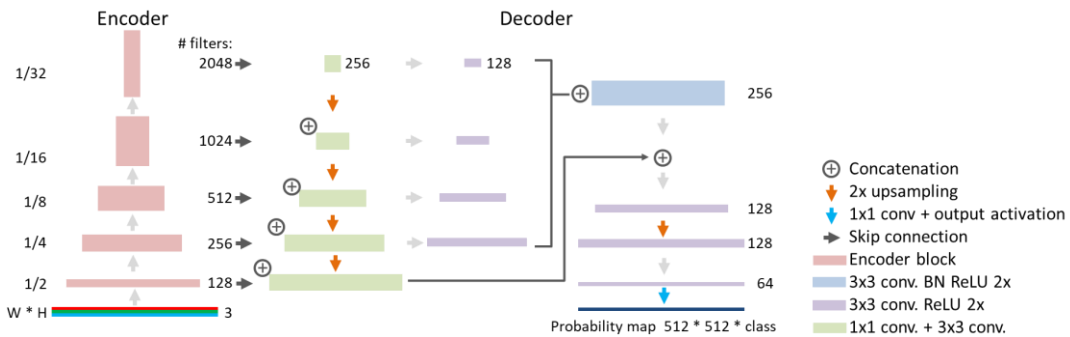 Encoder
Decoder
# filters:
1/32
2048
256
128
256
1/16
1024
1/8
512
128
1/4
256
128
1/2
128
64
W * H
3
Probability map 512 * 512 * class
Concatenation
2x upsampling
1x1 conv + output activation
Skip connection
Encoder block
3x3 conv. BN ReLU 2x
3x3 conv. ReLU 2x
1x1 conv. + 3x3 conv.